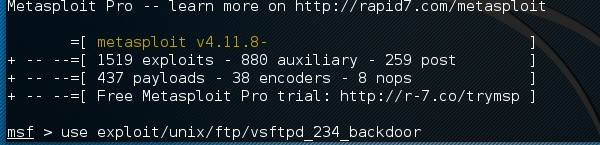 Metasploit Pro -- learn more on http://rapid7.com/metasploit
=[ metasploit v4.11.8- ]
+ -- --=[ 1519 exploits - 880 auxiliary - 259 post ]
+ -- --=[ 437 payloads - 38 encoders - 8 nops ]
+ -- --=[ Free Metasploit Pro trial: http://r-7.co/trymsp ]
msf > use exploit/unix/ftp/vsftpd_234_backdoor